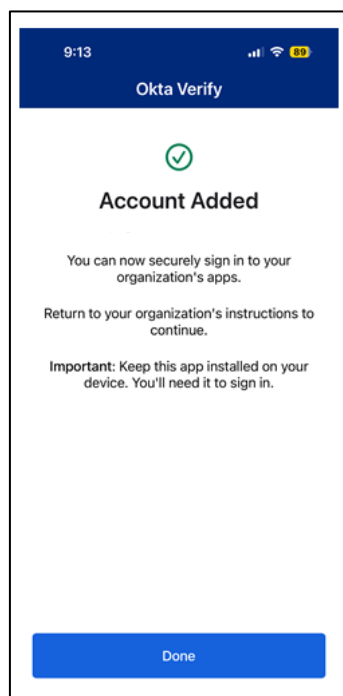 9:13
89
Okta Verify
Account Added
You can now securely sign in to your
organization's apps.
Return to your organization's instructions to
continue.
Important: Keep this app installed on your
device. You'll need it to sign in.
Done